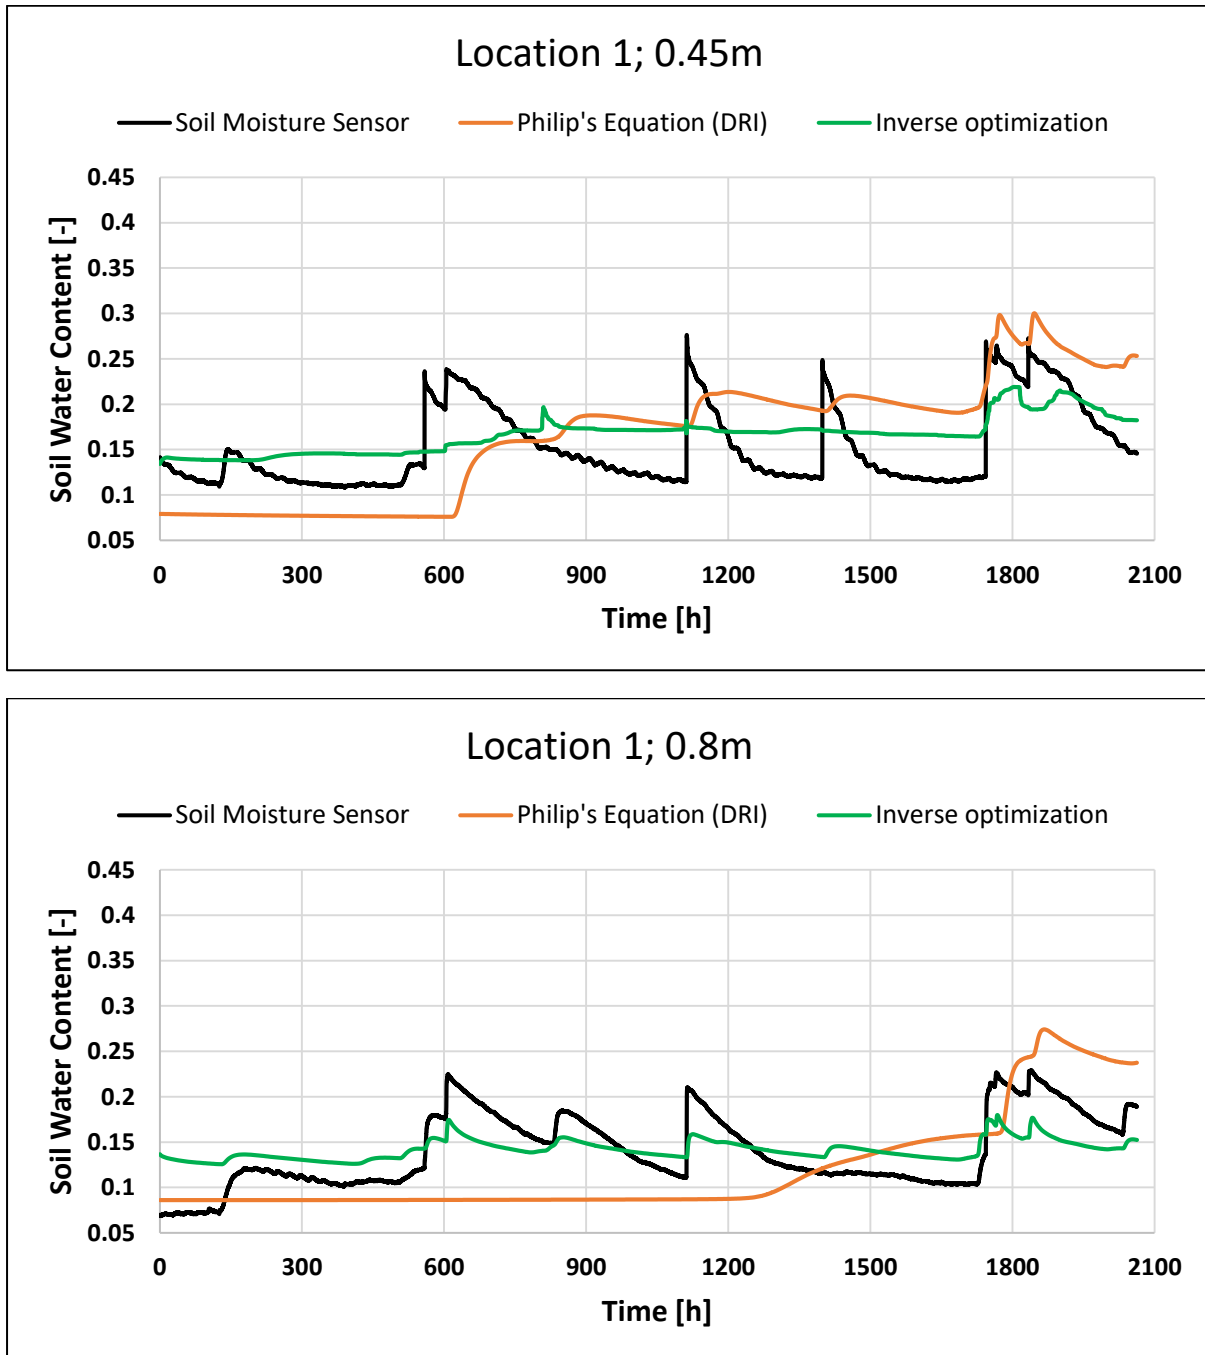 Location 1; 0.45m
Soil Moisture Sensor Philip's Equation (DRI) Inverse optimization
Soil Water Content [-]
0.45
0.4
0.35
0.3
0.25
0.2
0.15
0.1
0.05
0 300 600 900 1200 1500 1800 2100
Time [h]
Location 1; 0.8m
Soil Moisture Sensor Philip's Equation (DRI) Inverse optimization
Soil Water Content [-]
0.45
0.4
0.35
0.3
0.25
0.2
0.15
0.1
0.05
0 300 600 900 1200 1500 1800 2100
Time [h]